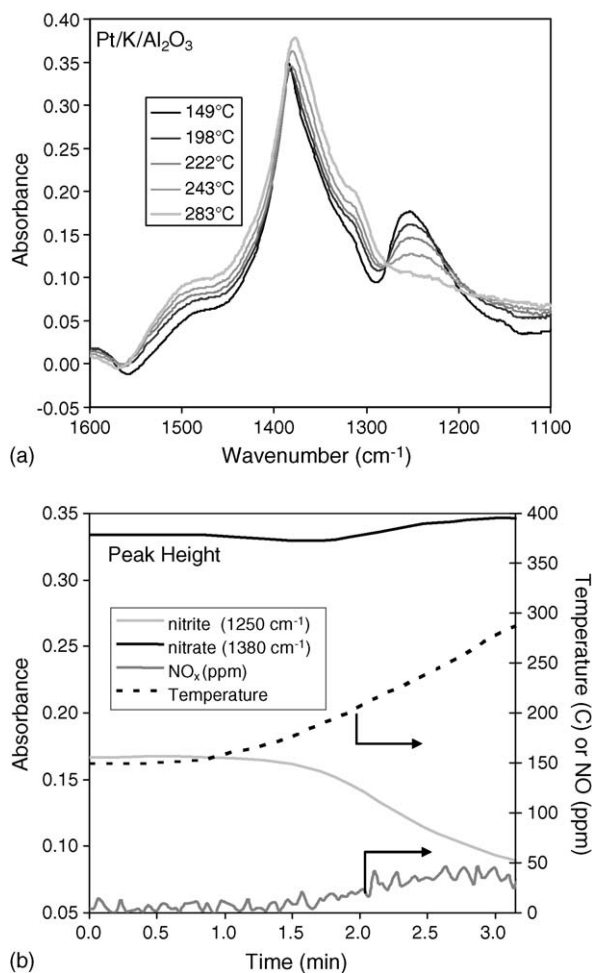 Pt/K/Al₂O₃
0.40
0.35
0.30
0.25
0.20
0.15
0.10
0.05
0.00
-0.05
Absorbance
149°C
198°C
222°C
243°C
283°C
1600 1500 1400 1300 1200 1100
Wavenumber (cm⁻¹)
(a)
Peak Height
0.35
0.30
0.25
0.20
0.15
0.10
0.05
Absorbance
nitrite (1250 cm⁻¹)
nitrate (1380 cm⁻¹)
NOₓ(ppm)
Temperature
400
350
300
250
200
150
100
50
0
Temperature (C) or NO (ppm)
0.0 0.5 1.0 1.5 2.0 2.5 3.0
Time (min)
(b)